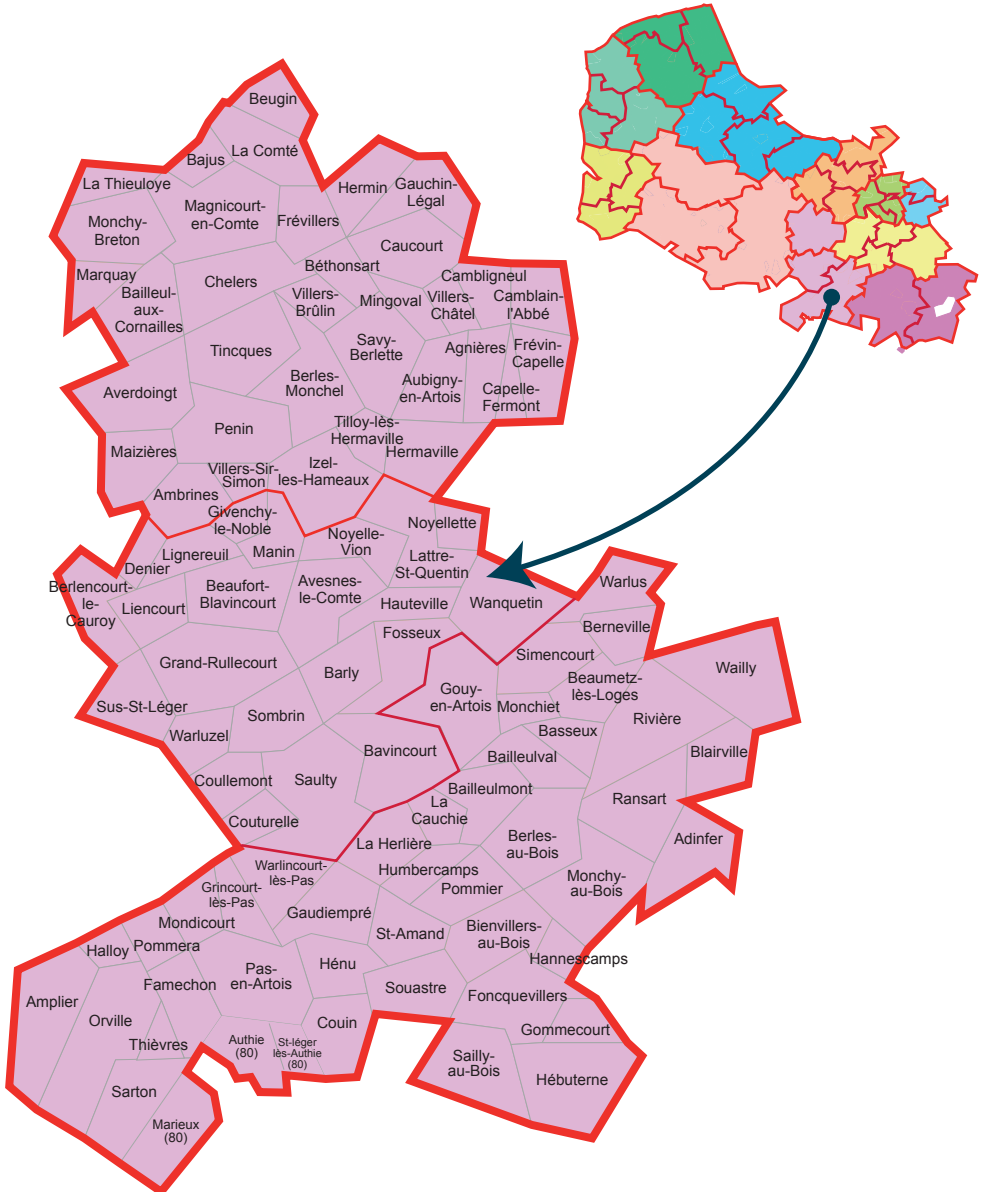 Beugin
La Comté
Bajus
La Thieuloye
Hermin
Gauchin-
Légal
Magnicourt-
en-Comte
Frévillers
Monchy-
Breton
Caucourt
Béthonsart
Marquay
Cambligneul
Chelers
Bailleul-
aux-
Cornailles
Villers-
Brûlin
Mingoval
Villers-
Châtel
Camblain-
l'Abbé
Tincques
Savy-
Berlette
Agnières
Frévin-
Capelle
Averdoingt
Berles-
Monchel
Aubigny-
en-Artois
Capelle-
Fermont
Penin
Tilloy-lès-
Hermaville
Maizières
Hermaville
Villers-Sir-
Simon
Izel-
les-Hameaux
Ambrines
Givenchy-
le-Noble
Noyellette
Noyelle-
Vion
Lignereuil
Manin
Denier
Lattre-
St-Quentin
Berlencourt-
le-
Cauroy
Beaufort-
Blavincourt
Avesnes-
le-Comte
Warlus
Liencourt
Hauteville
Wanquetin
Fosseux
Berneville
Simencourt
Grand-Rullecourt
Barly
Wailly
Beaumetz-
lès-Loges
Gouy-
en-Artois
Sus-St-Léger
Monchiet
Sombrin
Rivière
Warluzel
Basseux
Bavincourt
Bailleulval
Blairville
Coullemont
Saulty
Bailleulmont
Ransart
La
Cauchie
Couturelle
La Herlière
Berles-
au-Bois
Adinfer
Warlincourt-
lès-Pas
Humbercamps
Grincourt-
lès-Pas
Pommier
Monchy-
au-Bois
Gaudiempré
Mondicourt
St-Amand
Bienvillers-
au-Bois
Halloy
Pommera
Hannescamps
Hénu
Pas-
en-Artois
Famechon
Souastre
Foncquevillers
Amplier
Orville
Couin
Gommecourt
Thièvres
Authie
(80)
St-léger
lès-Authie
(80)
Sailly-
au-Bois
Hébuterne
Sarton
Marieux
(80)